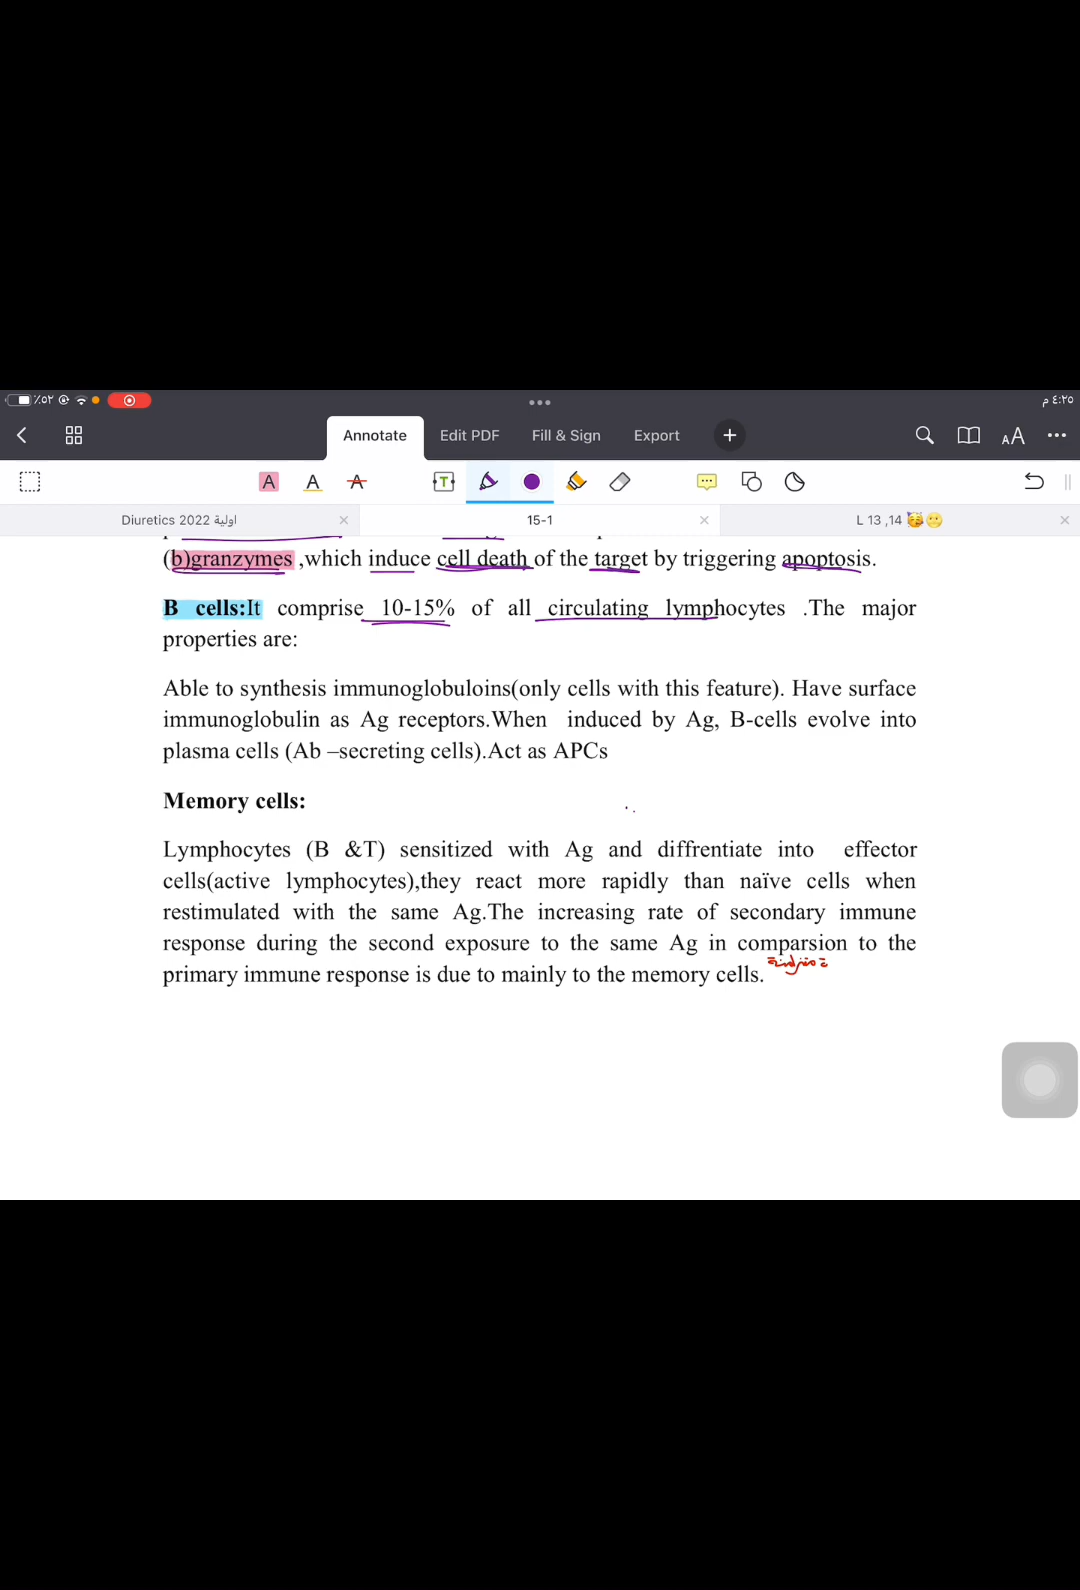 ٪٥٢
٤:٢٥ م
Annotate Edit PDF Fill & Sign Export
AA
A A A T
Diuretics 2022 اولية
15-1
L 13 ,14 🥳🫢
(b)granzymes ,which induce cell death of the target by triggering apoptosis.
B cells:It comprise 10-15% of all circulating lymphocytes .The major
properties are:
Able to synthesis immunoglobuloins(only cells with this feature). Have surface
immunoglobulin as Ag receptors.When induced by Ag, B-cells evolve into
plasma cells (Ab –secreting cells).Act as APCs
Memory cells:
Lymphocytes (B &T) sensitized with Ag and diffrentiate into effector
cells(active lymphocytes),they react more rapidly than naïve cells when
restimulated with the same Ag.The increasing rate of secondary immune
response during the second exposure to the same Ag in comparsion to the
= مقارنة =
primary immune response is due to mainly to the memory cells.